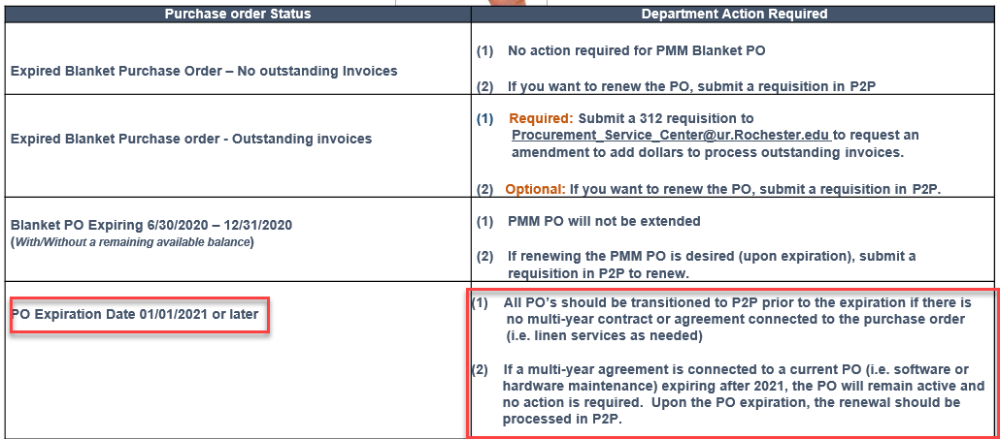 Purchase order Status
Department Action Required
Expired Blanket Purchase Order – No outstanding Invoices
(1) No action required for PMM Blanket PO
(2) If you want to renew the PO, submit a requisition in P2P
Expired Blanket Purchase order - Outstanding invoices
(1) Required: Submit a 312 requisition to
Procurement_Service_Center@ur.Rochester.edu to request an
amendment to add dollars to process outstanding invoices.
(2) Optional: If you want to renew the PO, submit a requisition in P2P.
Blanket PO Expiring 6/30/2020 – 12/31/2020
(With/Without a remaining available balance)
(1) PMM PO will not be extended
(2) If renewing the PMM PO is desired (upon expiration), submit a
requisition in P2P to renew.
PO Expiration Date 01/01/2021 or later
(1) All PO’s should be transitioned to P2P prior to the expiration if there is
no multi-year contract or agreement connected to the purchase order
(i.e. linen services as needed)
(2) If a multi-year agreement is connected to a current PO (i.e. software or
hardware maintenance) expiring after 2021, the PO will remain active and
no action is required. Upon the PO expiration, the renewal should be
processed in P2P.